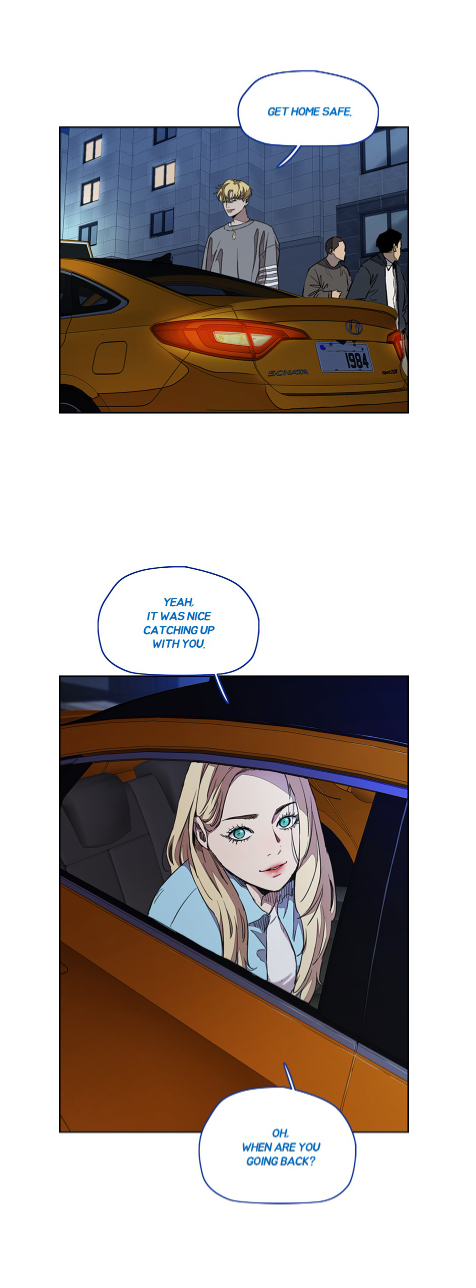 GET HOME SAFE.
1984
SONATA
YEAH.
IT WAS NICE
CATCHING UP
WITH YOU.
OH.
WHEN ARE YOU
GOING BACK?